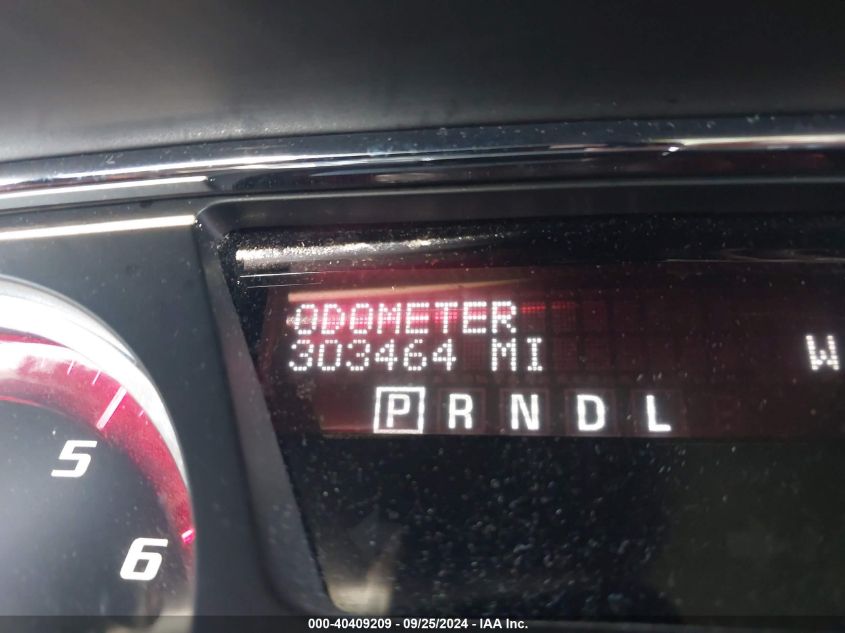 ODOMETER
303464 MI W
P R N D L
5
6
000-40409209 - 09/25/2024 - IAA, Inc.